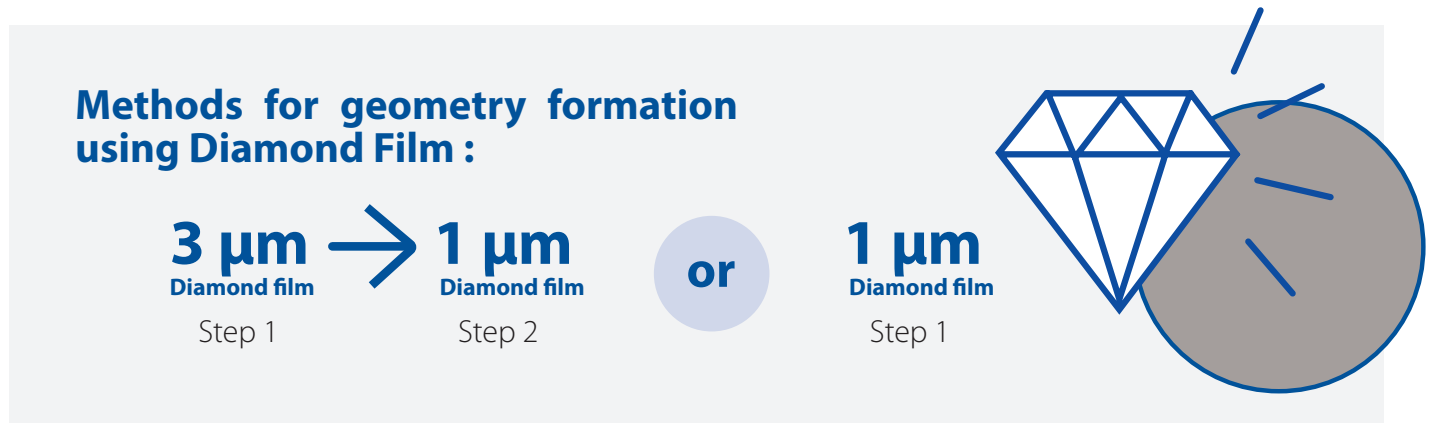 Methods for geometry formation
using Diamond Film :
3 µm
Diamond film
Step 1
1 µm
Diamond film
Step 2
or
1 µm
Diamond film
Step 1